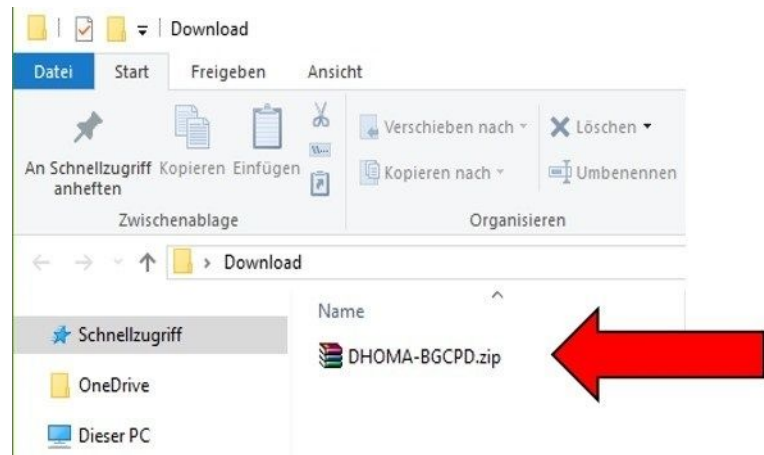 Download
Datei Start Freigeben Ansicht
An Schnellzugriff anheften Kopieren Einfügen Verschieben nach Löschen
Kopieren nach Umbenennen
Zwischenablage Organisieren
> Download
Name
Schnellzugriff
DHOMA-BGCPD.zip
OneDrive
Dieser PC